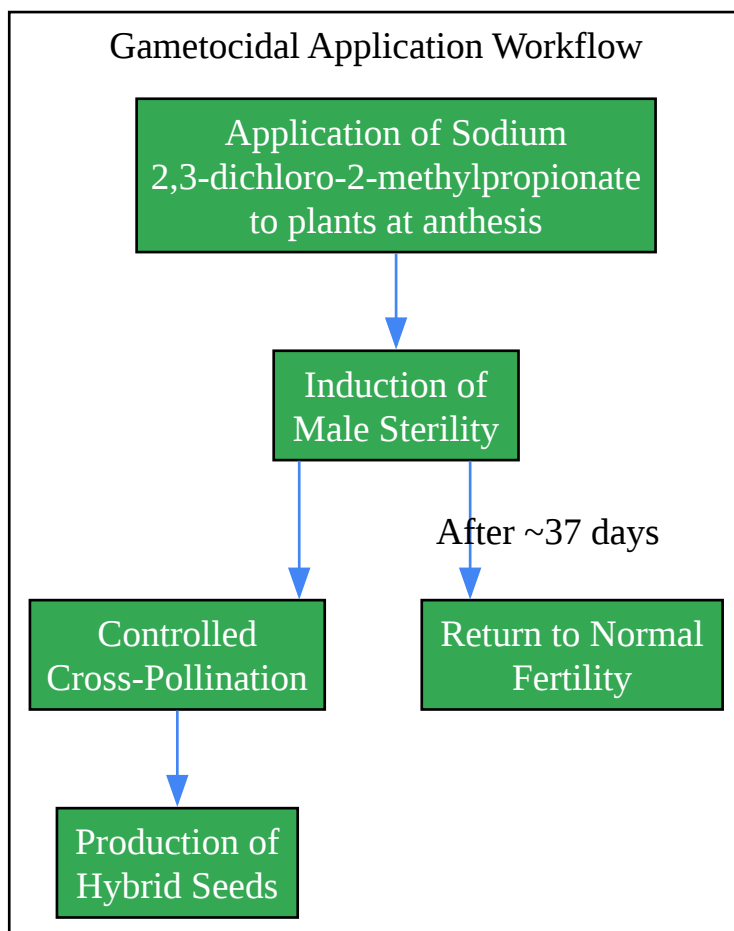 Gametocidal Application Workflow
Application of Sodium
2,3-dichloro-2-methylpropionate
to plants at anthesis
Induction of
Male Sterility
After ~37 days
Controlled
Cross-Pollination
Return to Normal
Fertility
Production of
Hybrid Seeds